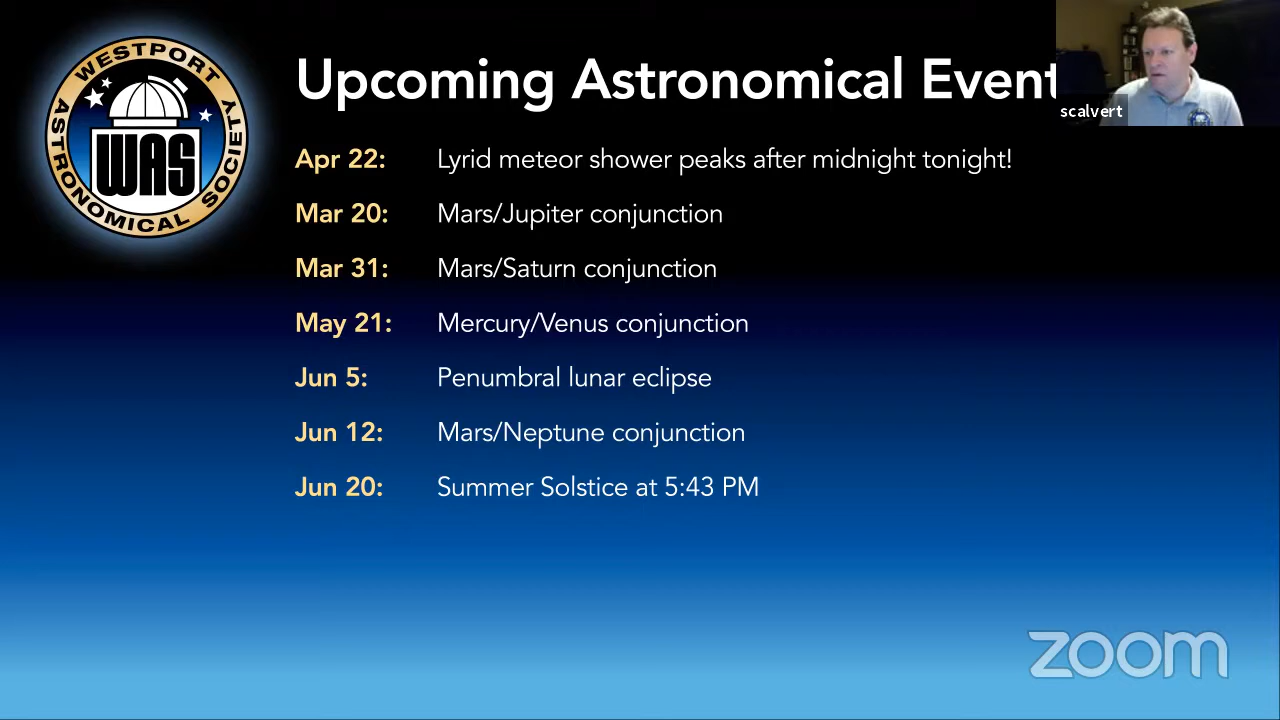 WESTPORT
ASTRONOMICAL SOCIETY
WAS
Upcoming Astronomical Event
scalvert
Apr 22: Lyrid meteor shower peaks after midnight tonight!
Mar 20: Mars/Jupiter conjunction
Mar 31: Mars/Saturn conjunction
May 21: Mercury/Venus conjunction
Jun 5: Penumbral lunar eclipse
Jun 12: Mars/Neptune conjunction
Jun 20: Summer Solstice at 5:43 PM
zoom